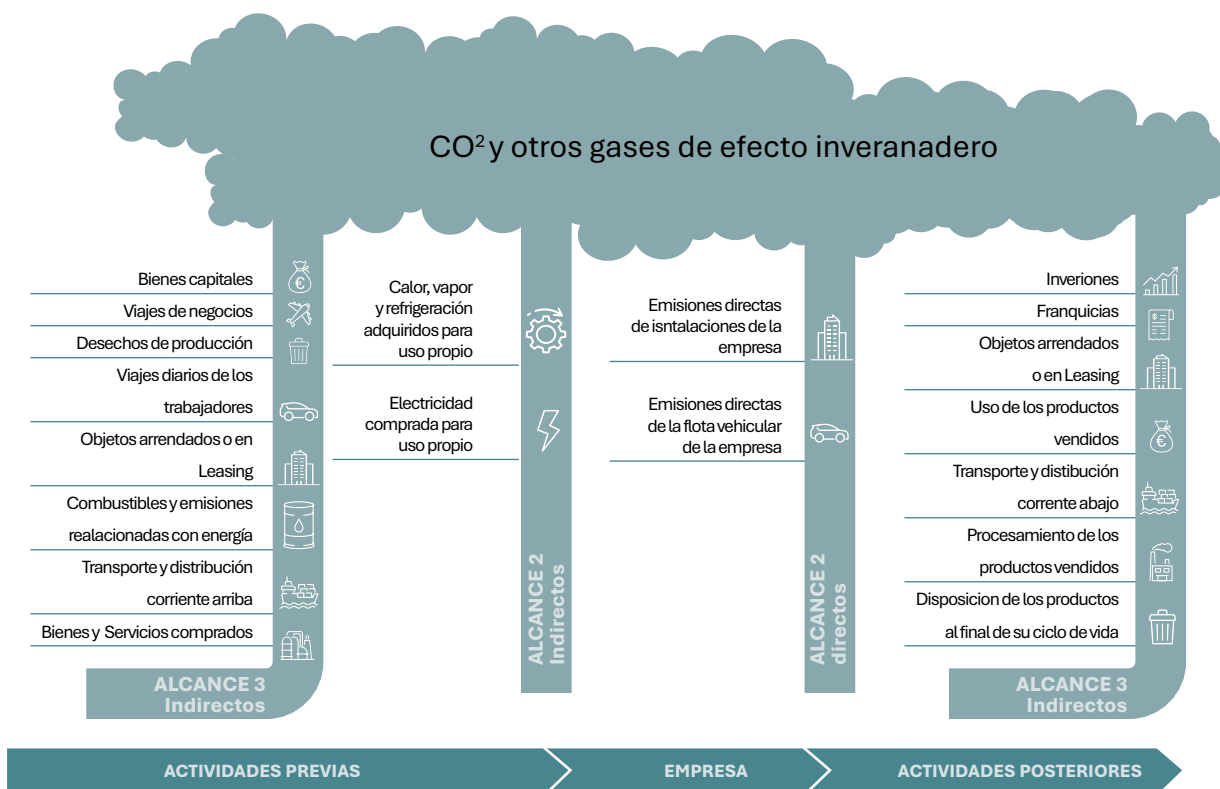 CO² y otros gases de efecto inveranadero
Bienes capitales
Viajes de negocios
Desechos de producción
Viajes diarios de los
trabajadores
Objetos arrendados o en
Leasing
Combustibles y emisiones
realacionadas con energía
Transporte y distribución
corriente arriba
Bienes y Servicios comprados
ALCANCE 3
Indirectos
Calor, vapor
y refrigeración
adquiridos para
uso propio
Electricidad
comprada para
uso propio
ALCANCE 2
Indirectos
Emisiones directas
de isntalaciones de la
empresa
Emisiones directas
de la flota vehicular
de la empresa
ALCANCE 2
directos
Inveriones
Franquicias
Objetos arrendados
o en Leasing
Uso de los productos
vendidos
Transporte y distibución
corrente abajo
Procesamiento de los
productos vendidos
Disposicion de los productos
al final de su ciclo de vida
ALCANCE 3
Indirectos
ACTIVIDADES PREVIAS
EMPRESA
ACTIVIDADES POSTERIORES